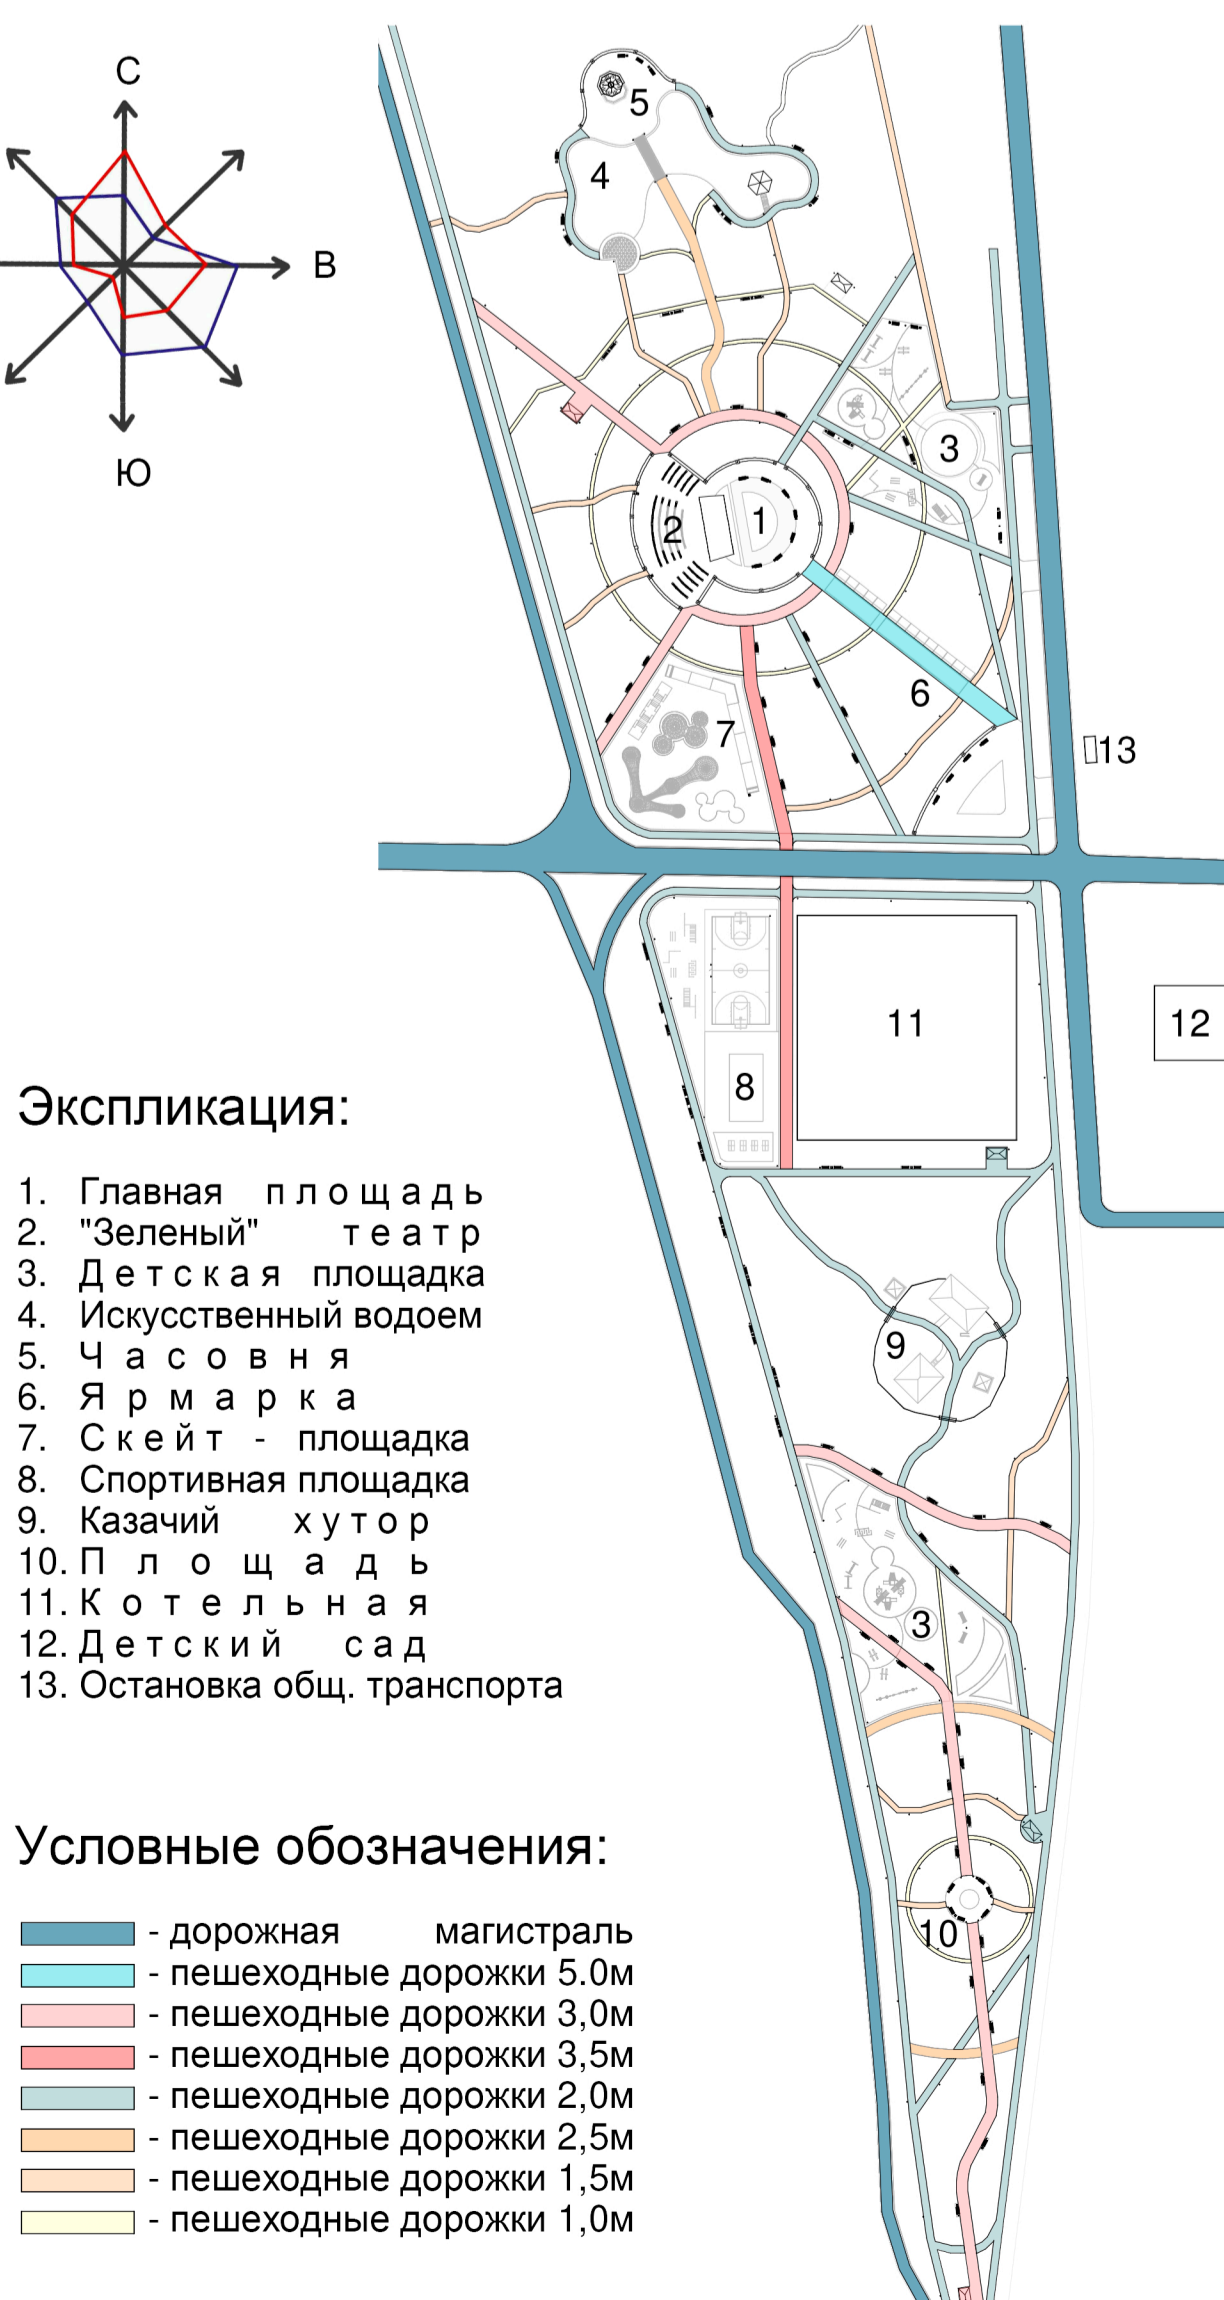 С
В
Ю
5
4
3
1
2
6
7
13
11
12
8
9
3
10
Экспликация:
1. Главная площадь
2. "Зеленый" театр
3. Детская площадка
4. Искусственный водоем
5. Часовня
6. Ярмарка
7. Скейт - площадка
8. Спортивная площадка
9. Казачий хутор
10. Площадь
11. Котельная
12. Детский сад
13. Остановка общ. транспорта
Условные обозначения:
- дорожная магистраль
- пешеходные дорожки 5.0м
- пешеходные дорожки 3,0м
- пешеходные дорожки 3,5м
- пешеходные дорожки 2,0м
- пешеходные дорожки 2,5м
- пешеходные дорожки 1,5м
- пешеходные дорожки 1,0м